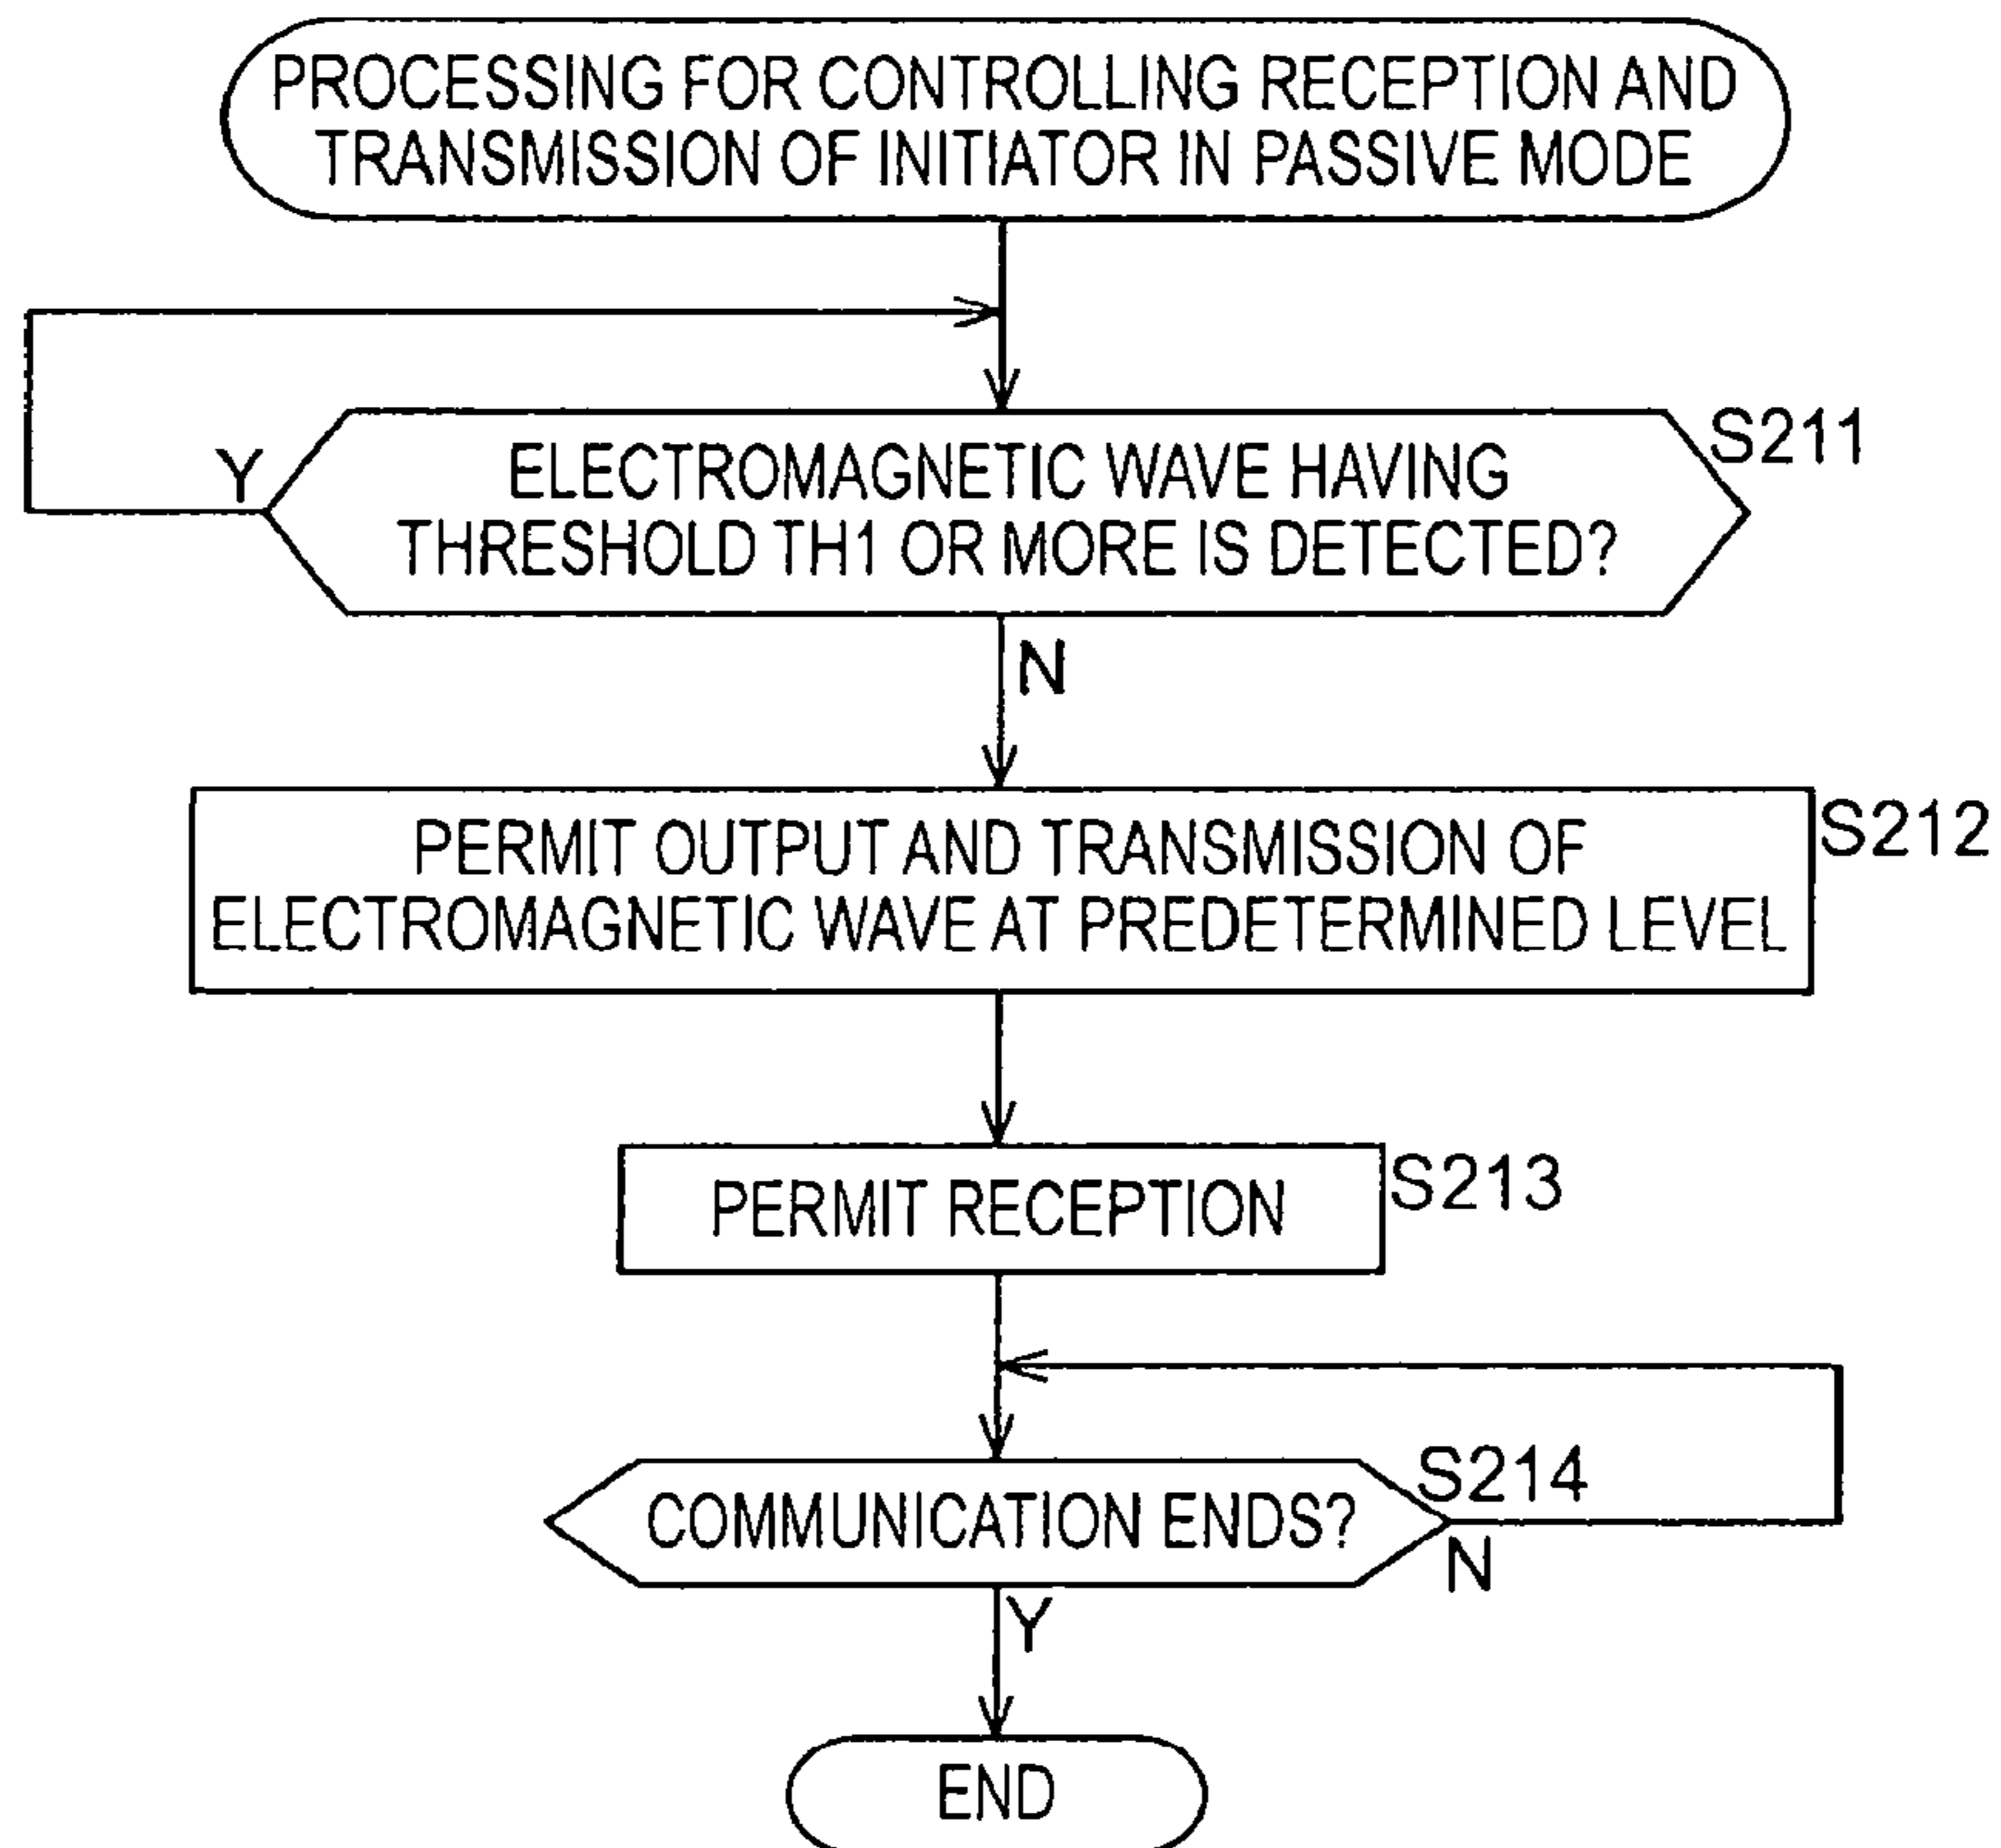 PROCESSING FOR CONTROLLING RECEPTION AND
TRANSMISSION OF INITIATOR IN PASSIVE MODE
S211
Y
ELECTROMAGNETIC WAVE HAVING
THRESHOLD TH1 OR MORE IS DETECTED?
N
S212
PERMIT OUTPUT AND TRANSMISSION OF
ELECTROMAGNETIC WAVE AT PREDETERMINED LEVEL
S213
PERMIT RECEPTION
S214
COMMUNICATION ENDS?
N
Y
END